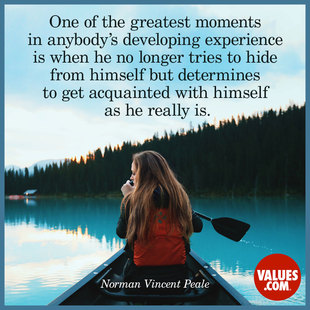 One of the greatest moments
in anybody's developing experience
is when he no longer tries to hide
from himself but determines
to get acquainted with himself
as he really is.
Norman Vincent Peale
VALUES
.COM